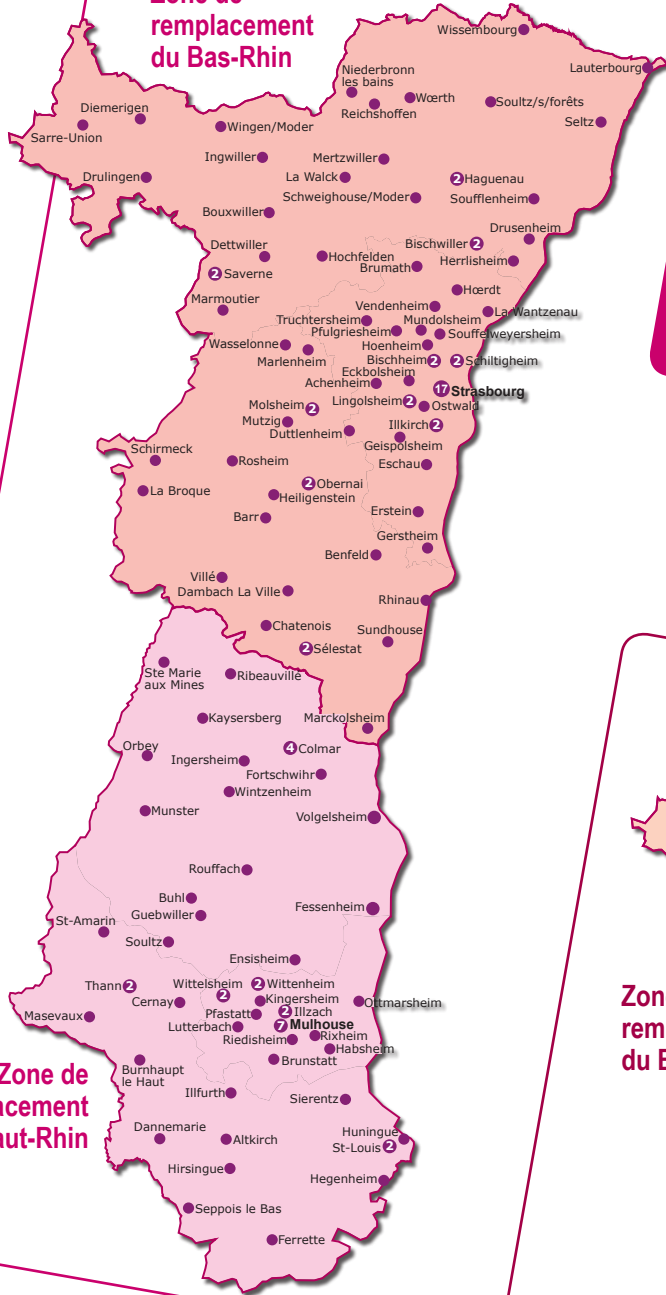 Zone de
remplacement
du Bas-Rhin
Wissembourg
Lauterbourg
Niederbronn
les bains
Wœrth
Reichshoffen
Soultz/s/forêts
Seltz
Diemerigen
Sarre-Union
Wingen/Moder
Ingwiller
Mertzwiller
Drulingen
La Walck
2 Haguenau
Schweighouse/Moder
Soufflenheim
Bouxwiller
Drusenheim
Dettwiller
Bischwiller 2
Hochfelden
Brumath
Herrlisheim
2 Saverne
Hœrdt
Marmoutier
Vendenheim
La Wantzenau
Truchtersheim
Mundolsheim
Pfulgriesheim
Souffelweyersheim
Wasselonne
Hoenheim
Marlenheim
Bischheim 2
2 Schiltigheim
Eckbolsheim
Achenheim
17 Strasbourg
Lingolsheim 2
Ostwald
Molsheim 2
Mutzig
Illkirch 2
Duttlenheim
Geispolsheim
Schirmeck
Rosheim
Eschau
La Broque
2 Obernai
Heiligenstein
Barr
Erstein
Gerstheim
Benfeld
Villé
Dambach La Ville
Rhinau
Chatenois
Sundhouse
2 Sélestat
Ste Marie
aux Mines
Ribeauvillé
Kaysersberg
Marckolsheim
Orbey
4 Colmar
Ingersheim
Fortschwihr
Wintzenheim
Munster
Volgelsheim
Rouffach
Buhl
Guebwiller
Fessenheim
St-Amarin
Soultz
Ensisheim
Thann 2
Wittelsheim
2
2 Wittenheim
Cernay
Kingersheim
Ottmarsheim
Masevaux
Pfastatt
2 Illzach
Lutterbach
7 Mulhouse
Riedisheim
Rixheim
Habsheim
Burnhaupt
le Haut
Brunstatt
Zone de
lacement
aut-Rhin
Illfurth
Sierentz
Dannemarie
Altkirch
Huningue
St-Louis 2
Hirsingue
Hegenheim
Seppois le Bas
Ferrette
Zon
rem
du B